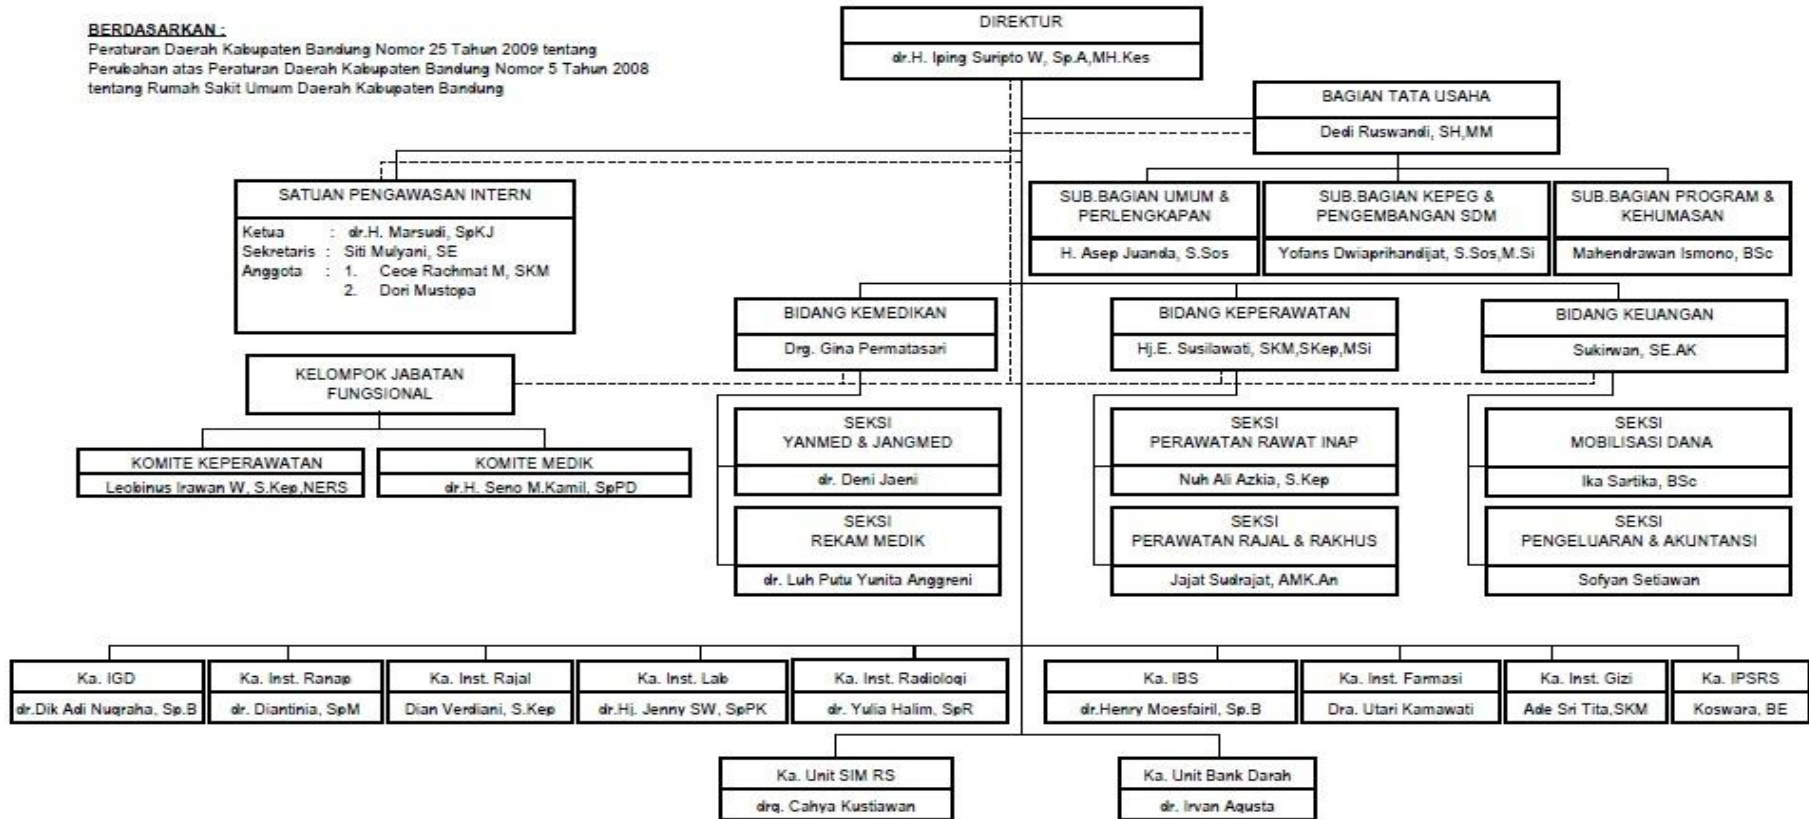 BERDASARKAN :
Peraturan Daerah Kabupaten Bandung Nomor 25 Tahun 2009 tentang
Perubahan atas Peraturan Daerah Kabupaten Bandung Nomor 5 Tahun 2008
tentang Rumah Sakit Umum Daerah Kabupaten Bandung
DIREKTUR
dr.H. Iping Suripto W, Sp.A,MH.Kes
BAGIAN TATA USAHA
Dedi Ruswandi, SH,MM
SATUAN PENGAWASAN INTERN
Ketua : dr.H. Marsudi, SpKJ
Sekretaris : Siti Mulyani, SE
Anggota : 1. Cece Rachmat M, SKM
2. Dori Mustopa
SUB.BAGIAN UMUM &
PERLENGKAPAN
H. Asep Juanda, S.Sos
SUB.BAGIAN KEPEG &
PENGEMBANGAN SDM
Yofans Dwiaprihandijat, S.Sos,M.Si
SUB.BAGIAN PROGRAM &
KEHUMASAN
Mahendrawan Ismono, BSc
BIDANG KEMEDIKAN
Drg. Gina Permatasari
BIDANG KEPERAWATAN
Hj.E. Susilawati, SKM,SKep,MSi
BIDANG KEUANGAN
Sukirwan, SE.AK
KELOMPOK JABATAN
FUNGSIONAL
KOMITE KEPERAWATAN
Leobinus Irawan W, S.Kep,NERS
KOMITE MEDIK
dr.H. Seno M.Kamil, SpPD
SEKSI
YANMED & JANGMED
dr. Deni Jaeni
SEKSI
PERAWATAN RAWAT INAP
Nuh Ali Azkia, S.Kep
SEKSI
MOBILISASI DANA
Ika Sartika, BSc
SEKSI
REKAM MEDIK
dr. Luh Putu Yunita Anggreni
SEKSI
PERAWATAN RAJAL & RAKHUS
Jajat Sudrajat, AMK.An
SEKSI
PENGELUARAN & AKUNTANSI
Sofyan Setiawan
Ka. IGD
dr.Dik Adi Nugraha, Sp.B
Ka. Inst. Ranap
dr. Diantinia, SpM
Ka. Inst. Rajal
Dian Verdiani, S.Kep
Ka. Inst. Lab
dr.Hj. Jenny SW, SpPK
Ka. Inst. Radiologi
dr. Yulia Halim, SpR
Ka. IBS
dr.Henry Moesfairil, Sp.B
Ka. Inst. Farmasi
Dra. Utari Kamawati
Ka. Inst. Gizi
Ade Sri Tita,SKM
Ka. IPSRS
Koswara, BE
Ka. Unit SIM RS
drg. Cahya Kustiawan
Ka. Unit Bank Darah
dr. Irvan Agusta